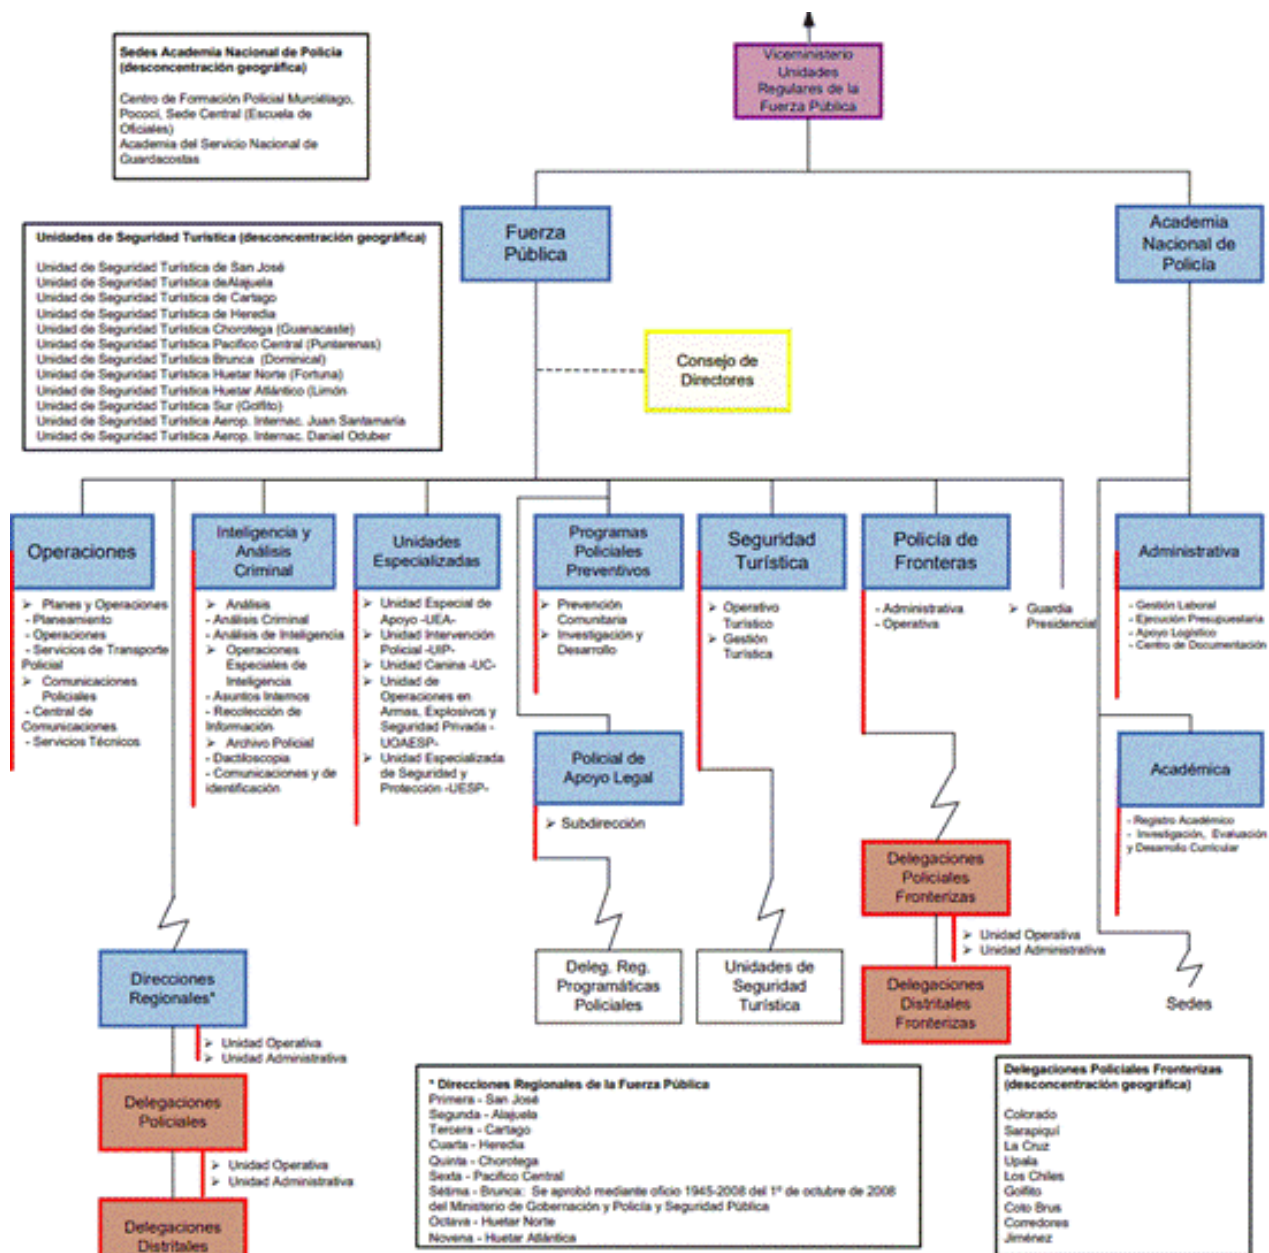 Viceministerio
Unidades
Regulares de la
Fuerza Pública
Sedes Academia Nacional de Policía
(desconcentración geográfica)
Centro de Formación Policial Murciélago,
Pococí, Sede Central (Escuela de
Oficiales)
Academia del Servicio Nacional de
Guardacostas
Unidades de Seguridad Turística (desconcentración geográfica)
Unidad de Seguridad Turística de San José
Unidad de Seguridad Turística deAlajuela
Unidad de Seguridad Turística de Cartago
Unidad de Seguridad Turística de Heredia
Unidad de Seguridad Turística Chorotega (Guanacaste)
Unidad de Seguridad Turística Pacifico Central (Puntarenas)
Unidad de Seguridad Turística Brunca (Dominical)
Unidad de Seguridad Turística Huetar Norte (Fortuna)
Unidad de Seguridad Turística Huetar Atlántico (Limón
Unidad de Seguridad Turística Sur (Golfito)
Unidad de Seguridad Turística Aerop. Internac. Juan Santamaría
Unidad de Seguridad Turística Aerop. Internac. Daniel Oduber
Fuerza
Pública
Academia
Nacional de
Policía
Consejo de
Directores
Operaciones
➢ Planes y Operaciones
- Planeamiento
- Operaciones
- Servicios de Transporte
Policial
➢ Comunicaciones
Policiales
- Central de
Comunicaciones
- Servicios Técnicos
Inteligencia y
Análisis
Criminal
➢ Análisis
- Análisis Criminal
- Análisis de Inteligencia
➢ Operaciones
Especiales de
Inteligencia
- Asuntos Internos
- Recolección de
Información
➢ Archivo Policial
- Dactiloscopia
- Comunicaciones y de
identificación
Unidades
Especializadas
➢ Unidad Especial de
Apoyo -UEA-
➢ Unidad Intervención
Policial -UIP-
➢ Unidad Canina -UC-
➢ Unidad de
Operaciones en
Armas, Explosivos y
Seguridad Privada -
UOAESP-
➢ Unidad Especializada
de Seguridad y
Protección -UESP-
Programas
Policiales
Preventivos
➢ Prevención
Comunitaria
➢ Investigación y
Desarrollo
Policial de
Apoyo Legal
➢ Subdirección
Deleg. Reg.
Programáticas
Policiales
Seguridad
Turística
➢ Operativo
Turístico
➢ Gestión
Turística
Unidades de
Seguridad
Turística
Policía de
Fronteras
- Administrativa
- Operativa
Delegaciones
Policiales
Fronterizas
➢ Unidad Operativa
➢ Unidad Administrativa
Delegaciones
Distritales
Fronterizas
➢ Guardia
Presidencial
Administrativa
- Gestión Laboral
- Ejecución Presupuestaria
- Apoyo Logístico
- Centro de Documentación
Académica
- Registro Académico
- Investigación, Evaluación
y Desarrollo Curricular
Sedes
Direcciones
Regionales*
➢ Unidad Operativa
➢ Unidad Administrativa
Delegaciones
Policiales
➢ Unidad Operativa
➢ Unidad Administrativa
Delegaciones
Distritales
* Direcciones Regionales de la Fuerza Pública
Primera - San José
Segunda - Alajuela
Tercera - Cartago
Cuarta - Heredia
Quinta - Chorotega
Sexta - Pacifico Central
Sétima - Brunca: Se aprobó mediante oficio 1945-2008 del 1º de octubre de 2008
del Ministerio de Gobernación y Policía y Seguridad Pública
Octava - Huetar Norte
Novena - Huetar Atlántica
Delegaciones Policiales Fronterizas
(desconcentración geográfica)
Colorado
Sarapiquí
La Cruz
Upala
Los Chiles
Golfito
Coto Brus
Corredores
Jiménez